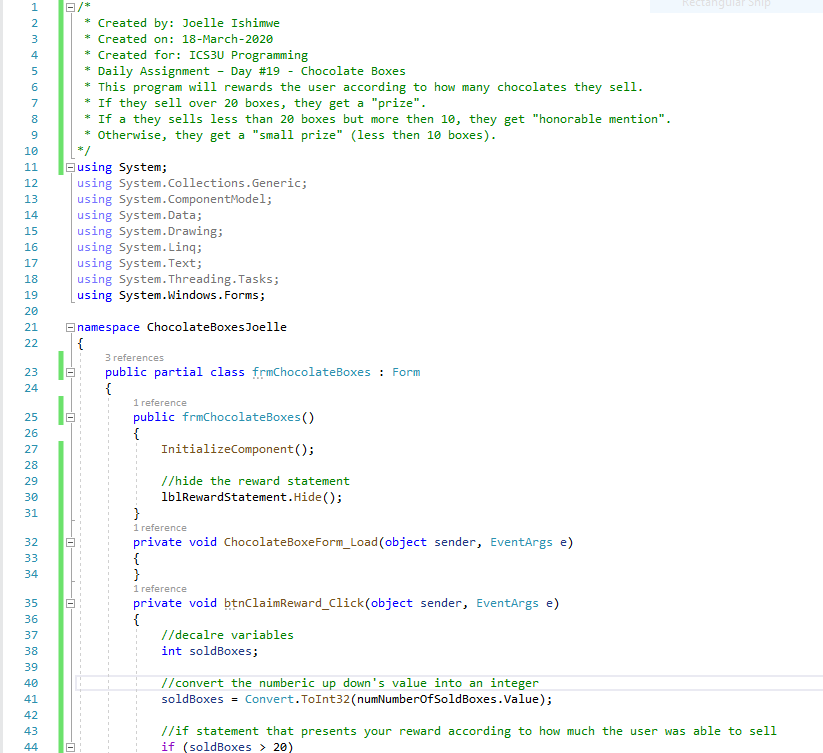 Rectangular Ship
1 /*
2 * Created by: Joelle Ishimwe
3 * Created on: 18-March-2020
4 * Created for: ICS3U Programming
5 * Daily Assignment – Day #19 - Chocolate Boxes
6 * This program will rewards the user according to how many chocolates they sell.
7 * If they sell over 20 boxes, they get a "prize".
8 * If a they sells less than 20 boxes but more then 10, they get "honorable mention".
9 * Otherwise, they get a "small prize" (less then 10 boxes).
10 */
11 using System;
12 using System.Collections.Generic;
13 using System.ComponentModel;
14 using System.Data;
15 using System.Drawing;
16 using System.Linq;
17 using System.Text;
18 using System.Threading.Tasks;
19 using System.Windows.Forms;
20
21 namespace ChocolateBoxesJoelle
22 {
3 references
23 public partial class frmChocolateBoxes : Form
24 {
1 reference
25 public frmChocolateBoxes()
26 {
27 InitializeComponent();
28
29 //hide the reward statement
30 lblRewardStatement.Hide();
31 }
1 reference
32 private void ChocolateBoxeForm_Load(object sender, EventArgs e)
33 {
34 }
1 reference
35 private void btnClaimReward_Click(object sender, EventArgs e)
36 {
37 //decalre variables
38 int soldBoxes;
39
40 //convert the numberic up down's value into an integer
41 soldBoxes = Convert.ToInt32(numNumberOfSoldBoxes.Value);
42
43 //if statement that presents your reward according to how much the user was able to sell
44 if (soldBoxes > 20)